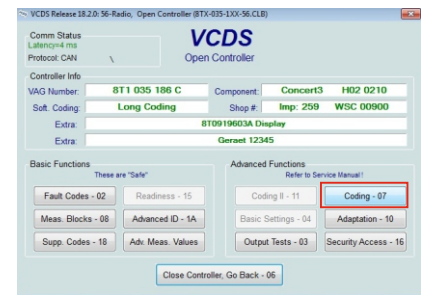 VCDS Release 18.2.0: 56-Radio, Open Controller (8TX-035-1XX-56.CLB)
Comm Status
Latency=4 ms
Protocol: CAN \
VCDS
Open Controller
Controller Info
VAG Number: 8T1 035 186 C Component: Concert3 H02 0210
Soft. Coding: Long Coding Shop #: Imp: 259 WSC 00900
Extra: 8T0919603A Display
Extra: Geraet 12345
Basic Functions
These are "Safe"
Advanced Functions
Refer to Service Manual!
Fault Codes - 02 Readiness - 15 Coding II - 11 Coding - 07
Meas. Blocks - 08 Advanced ID - 1A Basic Settings - 04 Adaptation - 10
Supp. Codes - 18 Adv. Meas. Values Output Tests - 03 Security Access - 16
Close Controller, Go Back - 06